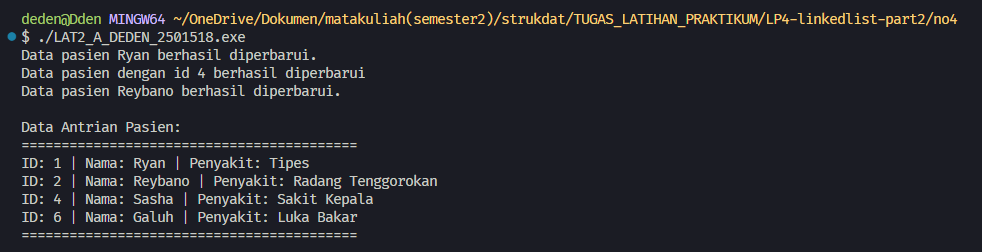 deden@Dden MINGW64 ~/OneDrive/Dokumen/matakuliah(semester2)/strukdat/TUGAS_LATIHAN_PRAKTIKUM/LP4-linkedlist-part2/no4
$ ./LAT2_A_DEDEN_2501518.exe
Data pasien Ryan berhasil diperbarui.
Data pasien dengan id 4 berhasil diperbarui
Data pasien Reybano berhasil diperbarui.

Data Antrian Pasien:
==========================================
ID: 1 | Nama: Ryan | Penyakit: Tipes
ID: 2 | Nama: Reybano | Penyakit: Radang Tenggorokan
ID: 4 | Nama: Sasha | Penyakit: Sakit Kepala
ID: 6 | Nama: Galuh | Penyakit: Luka Bakar
==========================================